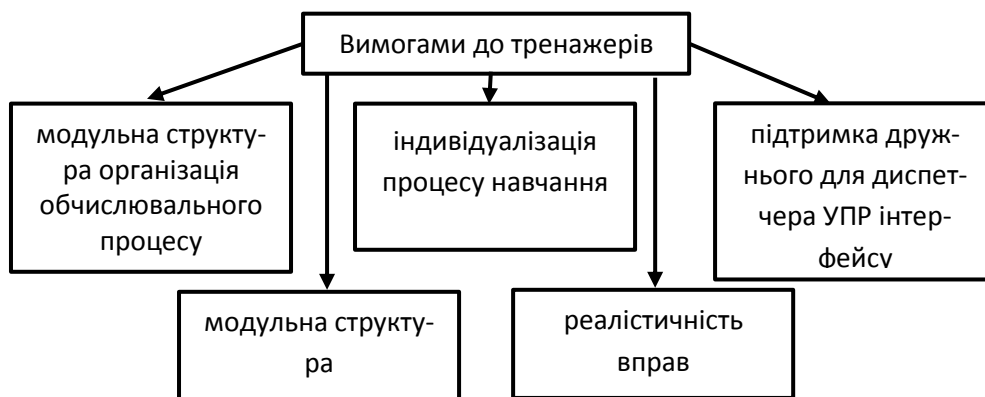 Вимогами до тренажерів
модульна структу-
ра організація
обчислювального
процесу
індивідуалізація
процесу навчання
підтримка друж-
нього для диспет-
чера УПР інтер-
фейсу
модульна структу-
ра
реалістичність
вправ